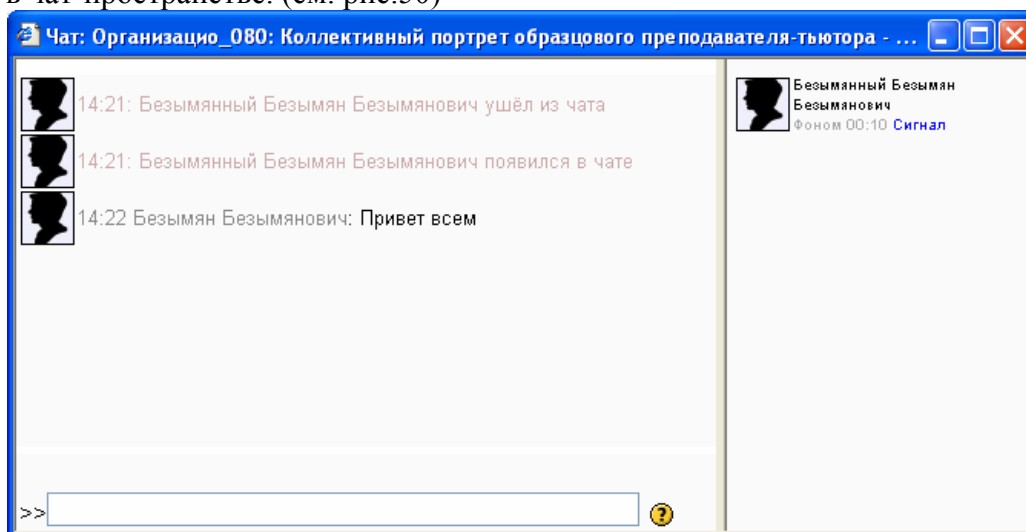 в чат-пространстве. (см. рис.50)
Чат: Организацио_080: Коллективный портрет образцового преподавателя-тьютора - ...
14:21: Безымянный Безымян Безымянович ушёл из чата
14:21: Безымянный Безымян Безымянович появился в чате
14:22 Безымян Безымянович: Привет всем
>>
?
Безымянный Безымян
Безымянович
Фоном 00:10 Сигнал